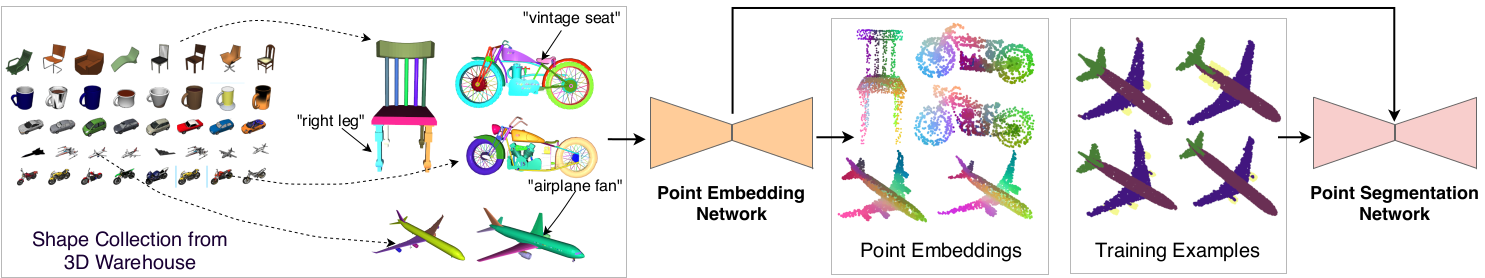 "vintage seat"
"right leg"
"airplane fan"
Shape Collection from
3D Warehouse
Point Embedding
Network
Point Embeddings
Training Examples
Point Segmentation
Network